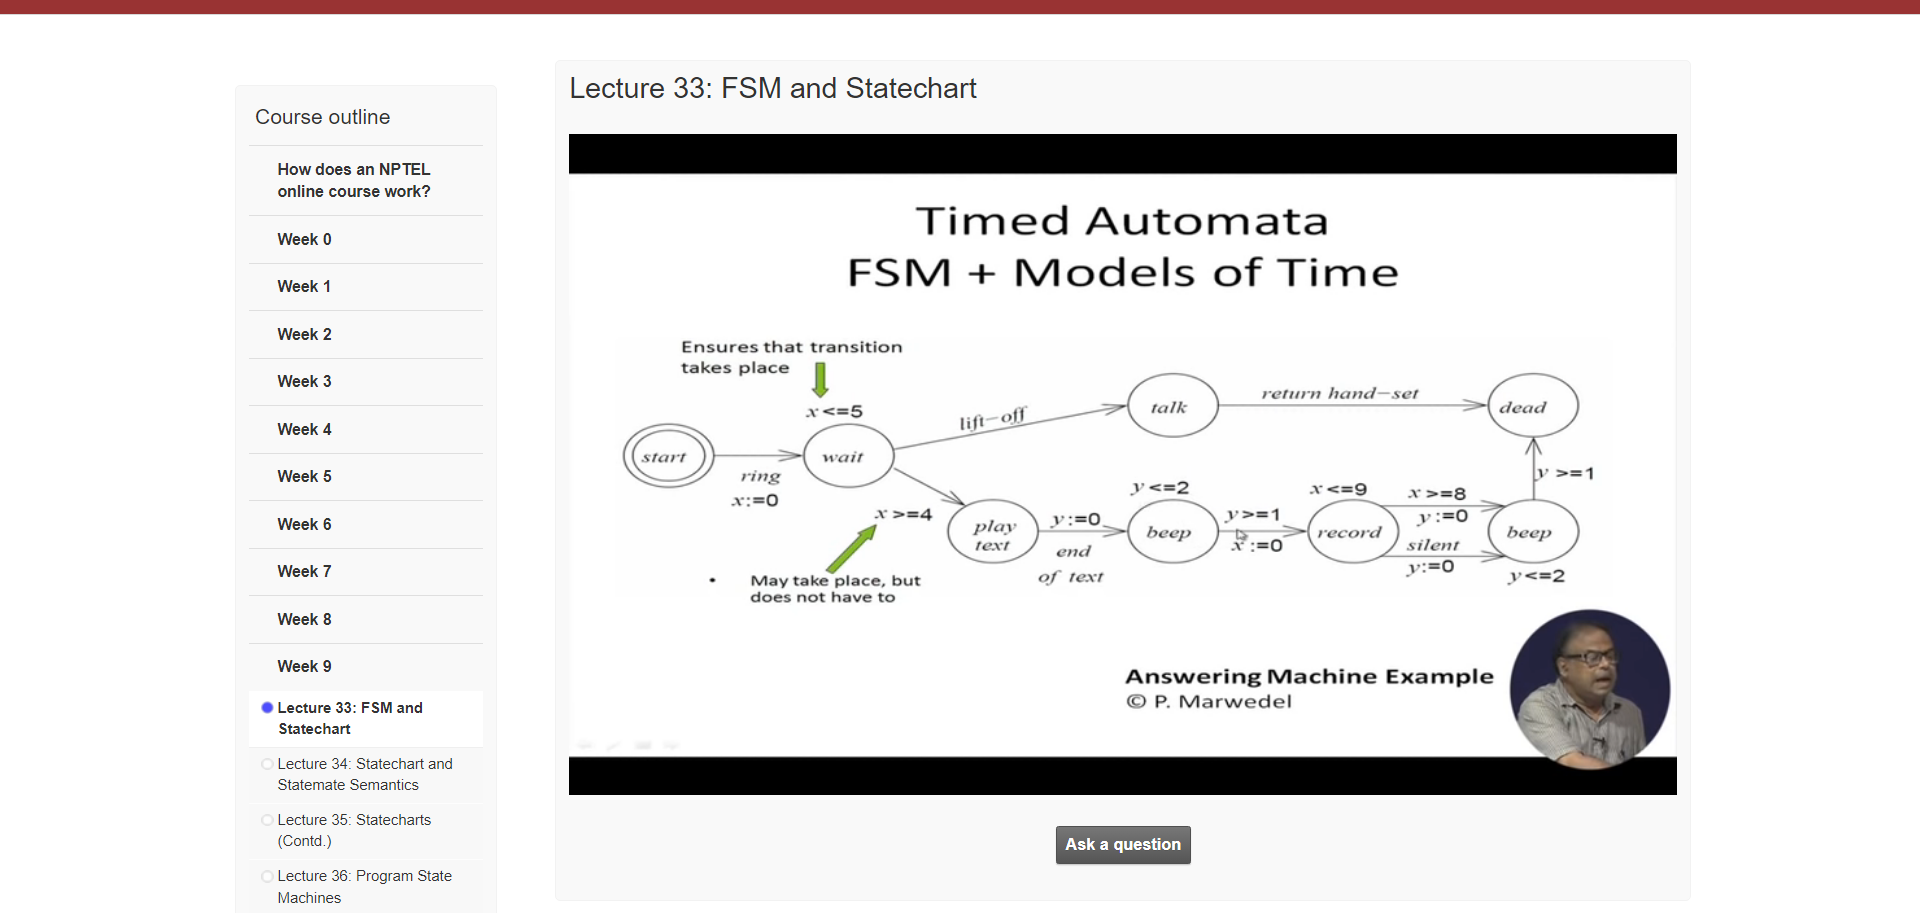 Lecture 33: FSM and Statechart
Course outline
How does an NPTEL
online course work?
Week 0
Week 1
Week 2
Week 3
Week 4
Week 5
Week 6
Week 7
Week 8
Week 9
Lecture 33: FSM and
Statechart
Lecture 34: Statechart and
Statemate Semantics
Lecture 35: Statecharts
(Contd.)
Lecture 36: Program State
Machines
Timed Automata
FSM + Models of Time
Ensures that transition
takes place
x<=5
start
ring
x:=0
wait
lift-off
talk
return hand-set
dead
x>=4
play
text
y:=0
end
of text
y<=2
beep
y>=1
x:=0
x<=9
record
x>=8
y:=0
silent
y:=0
beep
y<=2
y>=1
• May take place, but
does not have to
Answering Machine Example
© P. Marwedel
Ask a question